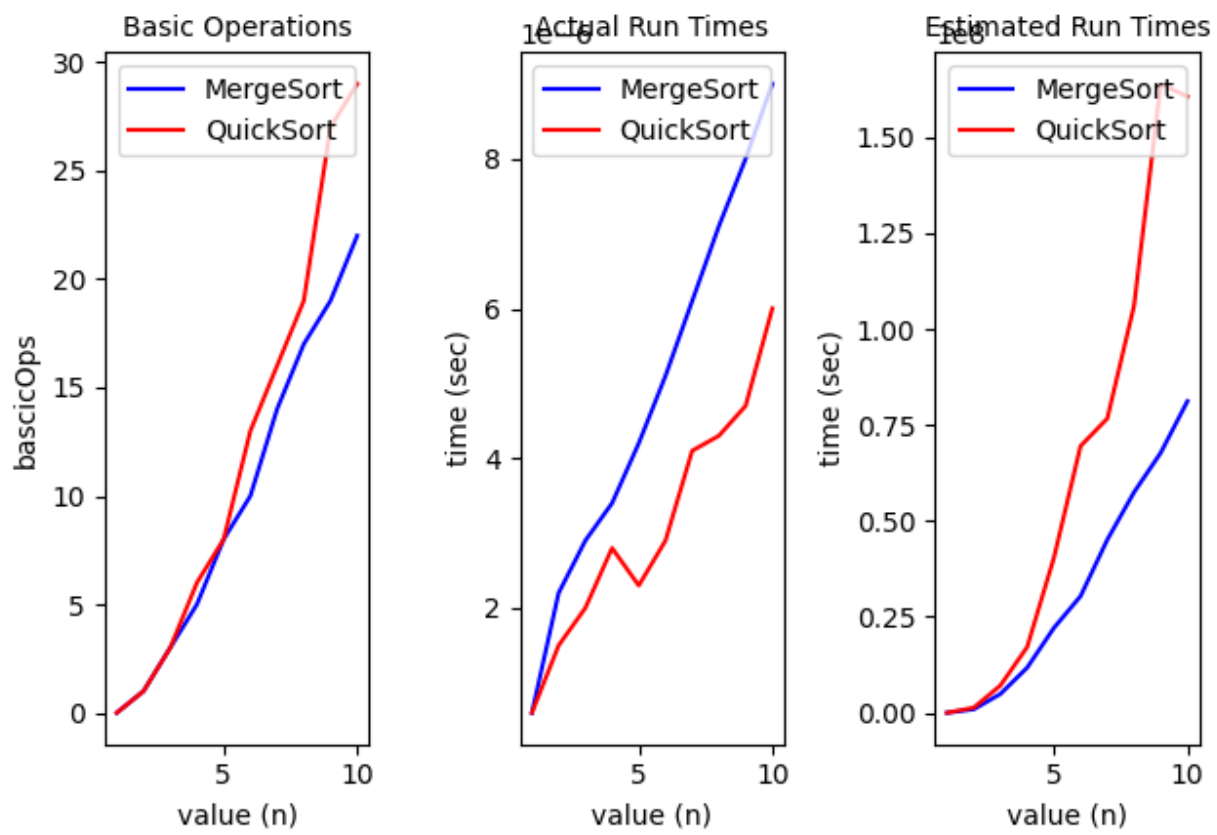 Basic Operations
30
25
20
15
10
5
0
5
10
MergeSort
QuickSort
bascicOps
value (n)
Actual Run Times
1e−6
8
6
4
2
5
10
MergeSort
QuickSort
time (sec)
value (n)
Estimated Run Times
1e8
1.50
1.25
1.00
0.75
0.50
0.25
0.00
5
10
MergeSort
QuickSort
time (sec)
value (n)